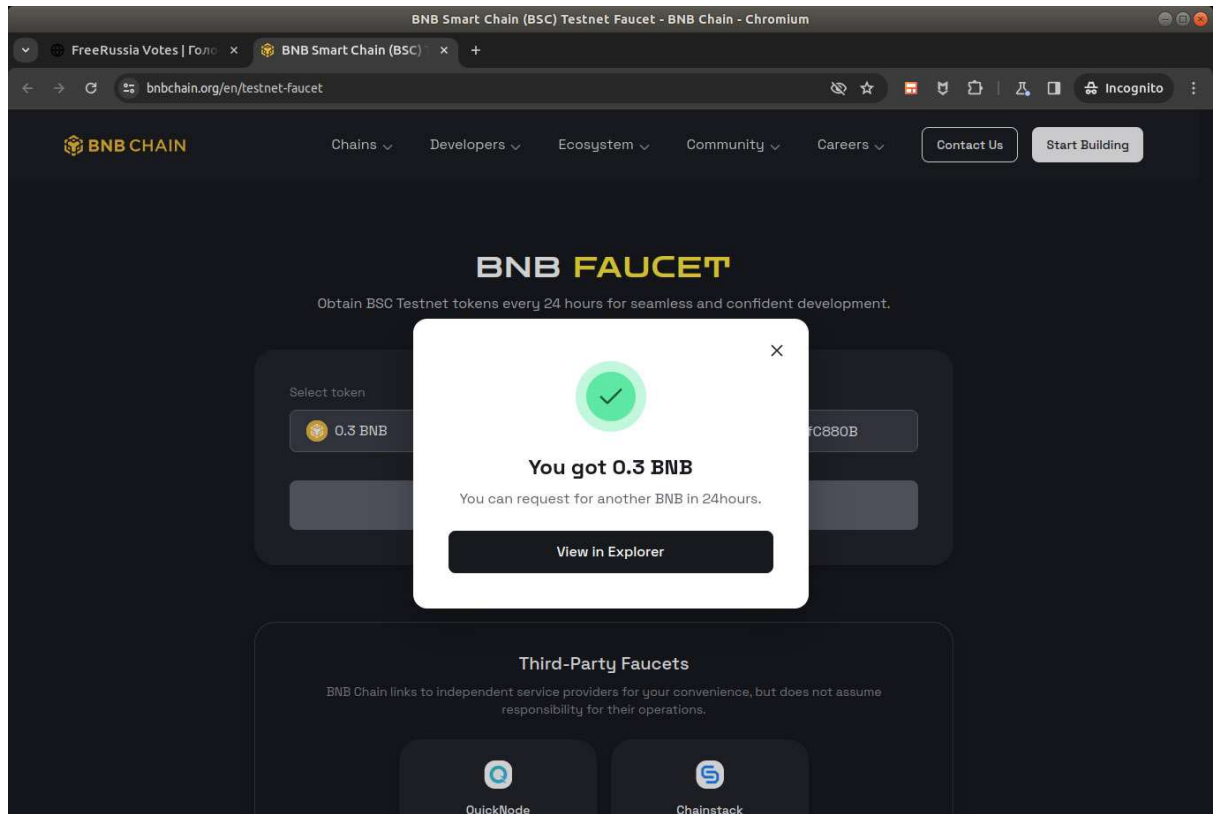 BNB Smart Chain (BSC) Testnet Faucet - BNB Chain - Chromium
FreeRussia Votes | Голо
BNB Smart Chain (BSC)
bnbchain.org/en/testnet-faucet
Incognito
BNB CHAIN
Chains
Developers
Ecosystem
Community
Careers
Contact Us
Start Building
BNB FAUCET
Obtain BSC Testnet tokens every 24 hours for seamless and confident development.
Select token
0.3 BNB
fC880B
You got 0.3 BNB
You can request for another BNB in 24hours.
View in Explorer
Third-Party Faucets
BNB Chain links to independent service providers for your convenience, but does not assume
responsibility for their operations.
QuickNode
Chainstack